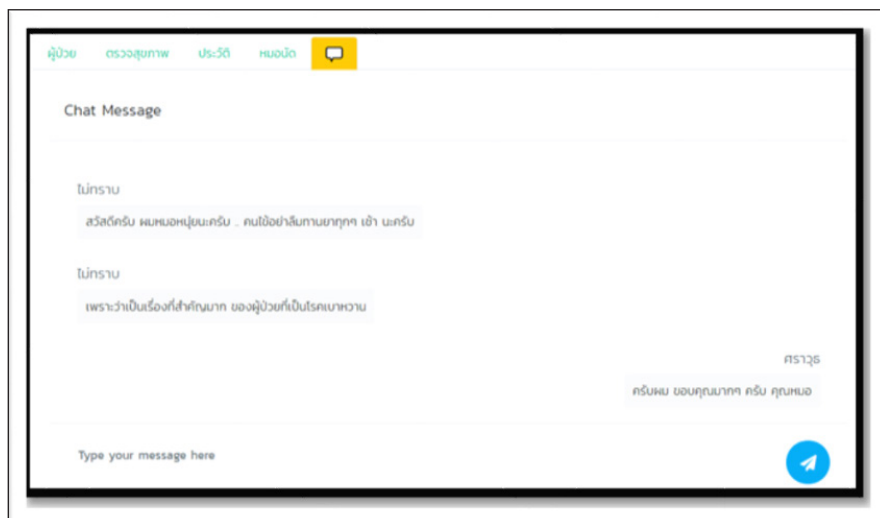 ผู้ป่วย ตรวจสุขภาพ ประวัติ หมอนัด
Chat Message
ไม่ทราบ
สวัสดีครับ ผมหมอหนุ่ยนะครับ . คนไข้อย่าลืมทานยาทุกๆ เช้า นะครับ
ไม่ทราบ
เพราะว่าเป็นเรื่องที่สำคัญมาก ของผู้ป่วยที่เป็นโรคเบาหวาน
ศราวุธ
ครับผม ขอบคุณมากๆ ครับ คุณหมอ
Type your message here